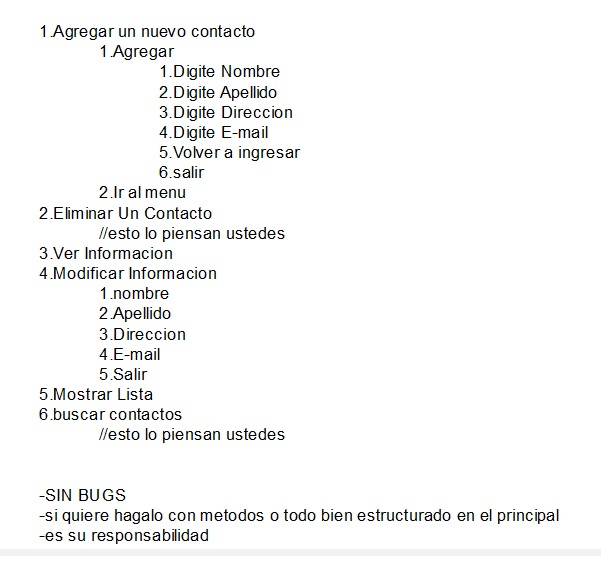 1.Agregar un nuevo contacto
1.Agregar
1.Digite Nombre
2.Digite Apellido
3.Digite Direccion
4.Digite E-mail
5.Volver a ingresar
6.salir
2.Ir al menu
2.Eliminar Un Contacto
//esto lo piensan ustedes
3.Ver Informacion
4.Modificar Informacion
1.nombre
2.Apellido
3.Direccion
4.E-mail
5.Salir
5.Mostrar Lista
6.buscar contactos
//esto lo piensan ustedes
-SIN BUGS
-si quiere hagalo con metodos o todo bien estructurado en el principal
-es su responsabilidad